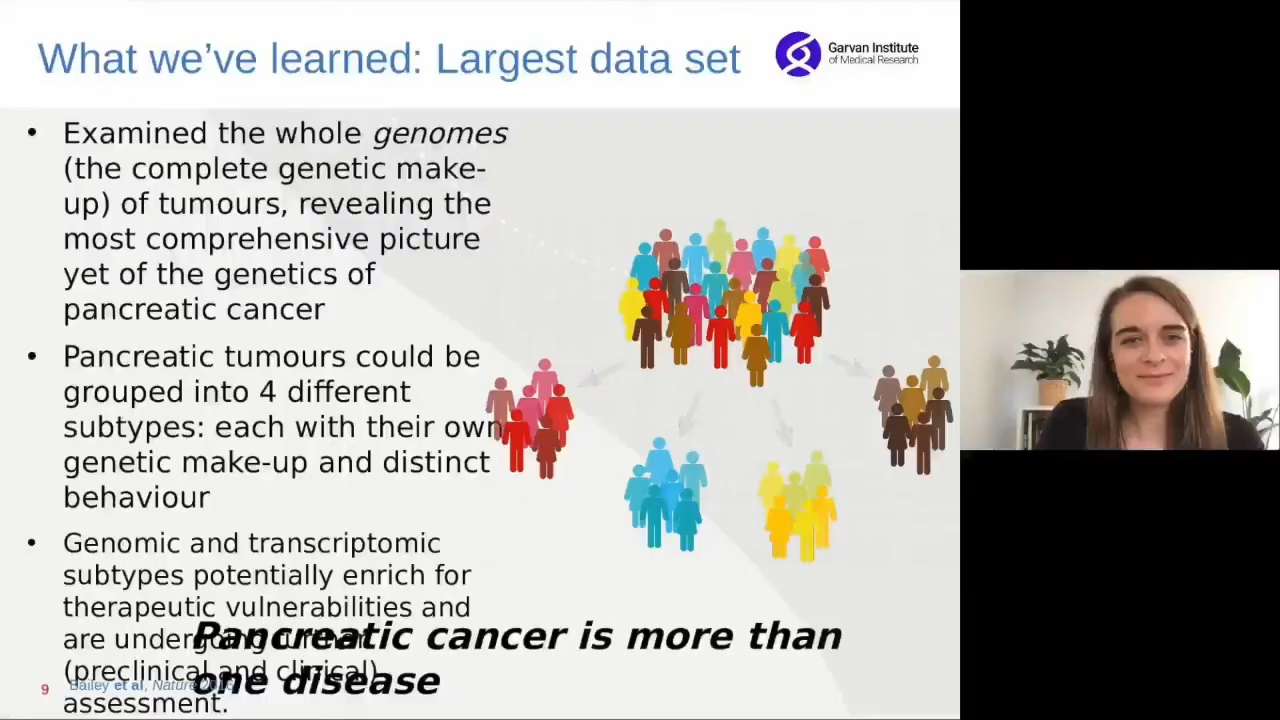 What we've learned: Largest data set
Garvan Institute
of Medical Research
• Examined the whole genomes
(the complete genetic make-
up) of tumours, revealing the
most comprehensive picture
yet of the genetics of
pancreatic cancer
• Pancreatic tumours could be
grouped into 4 different
subtypes: each with their own
genetic make-up and distinct
behaviour
• Genomic and transcriptomic
subtypes potentially enrich for
therapeutic vulnerabilities and
are undergoing further
(preclinical and clinical)
assessment.
Pancreatic cancer is more than
one disease
9
Bailey et al, Nature